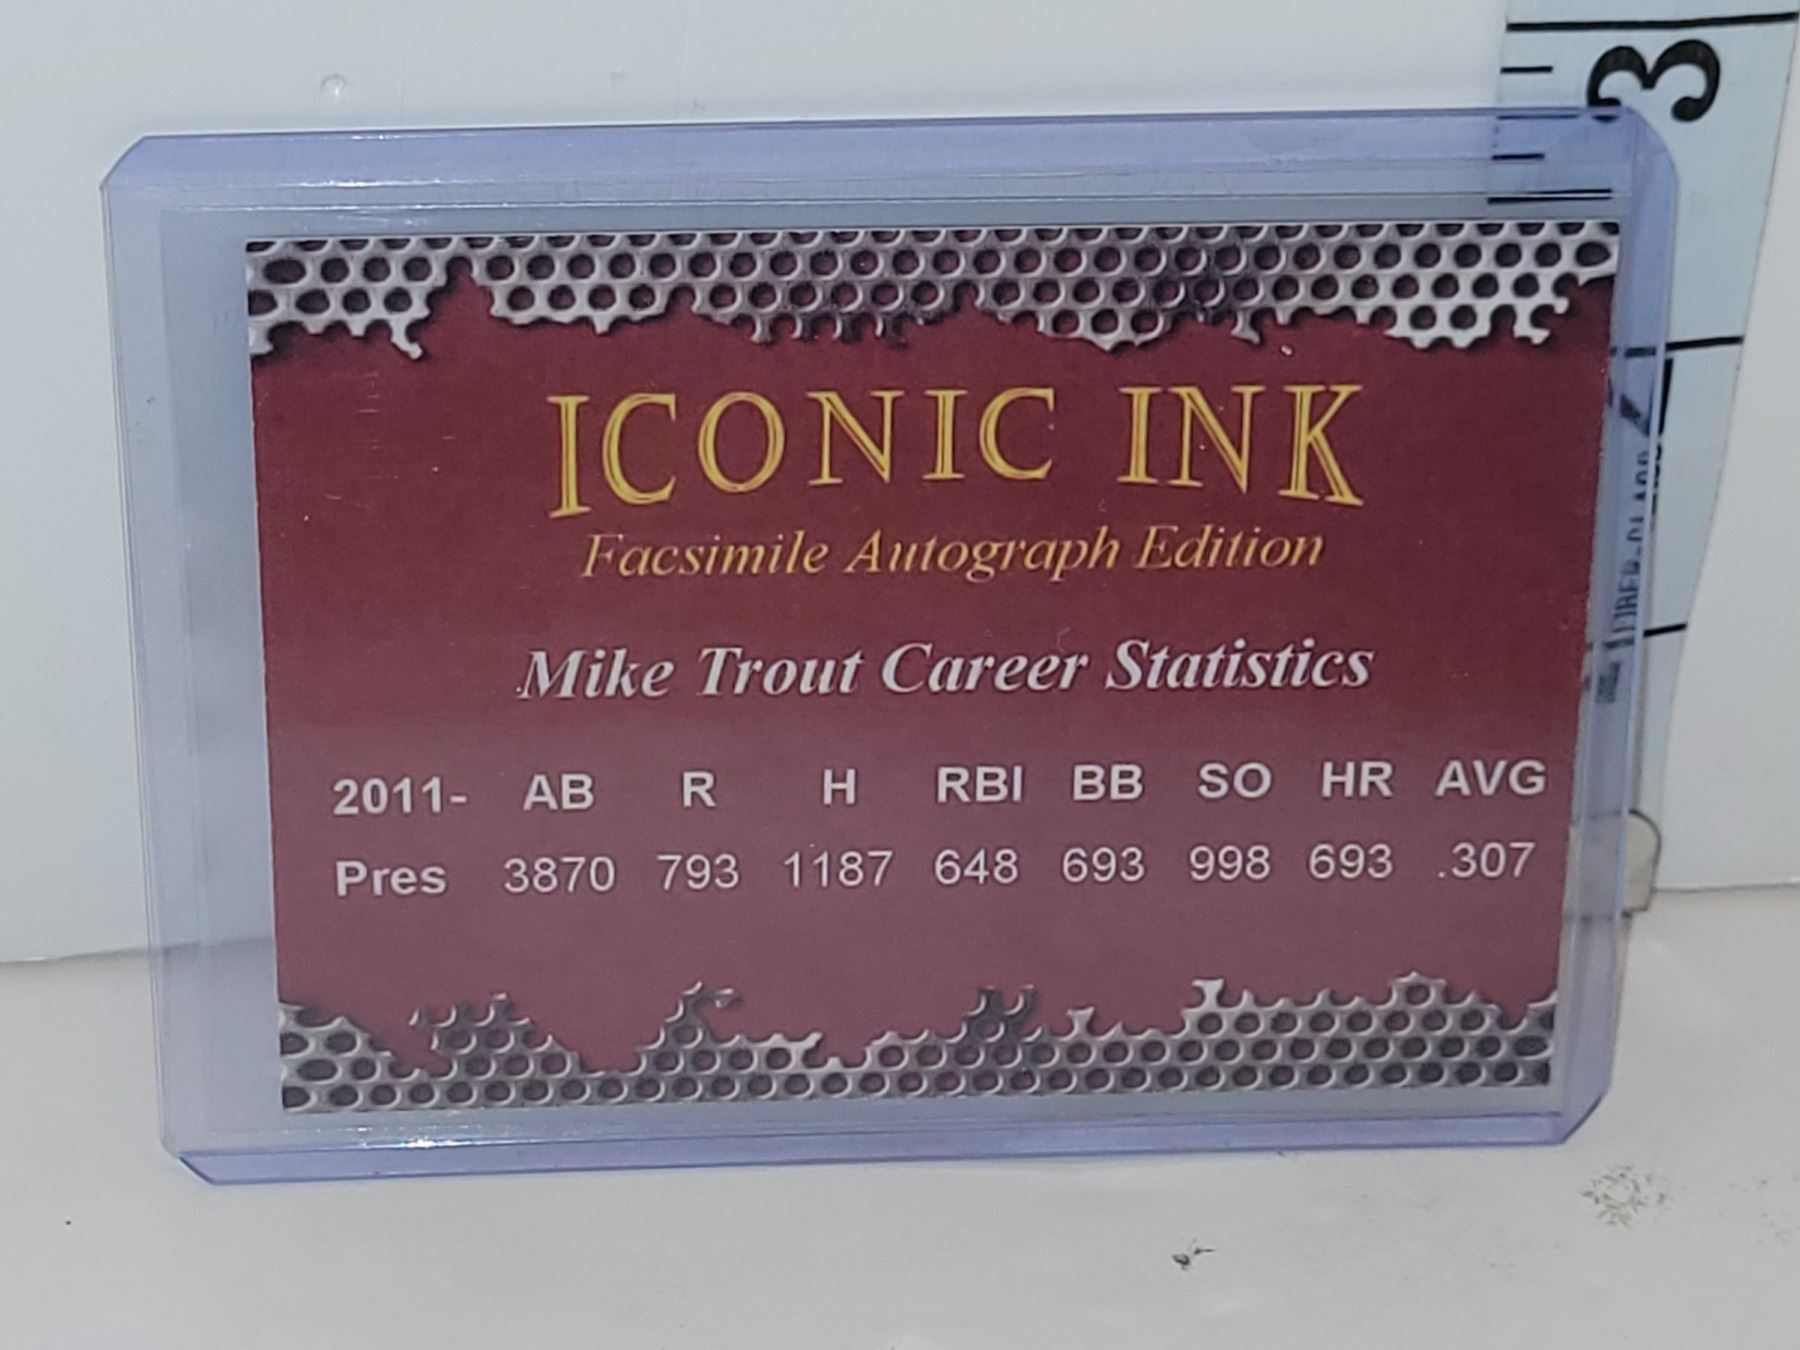 3
ICONIC INK
Facsimile Autograph Edition
Mike Trout Career Statistics
2011- AB R H RBI BB SO HR AVG
Pres 3870 793 1187 648 693 998 693 .307